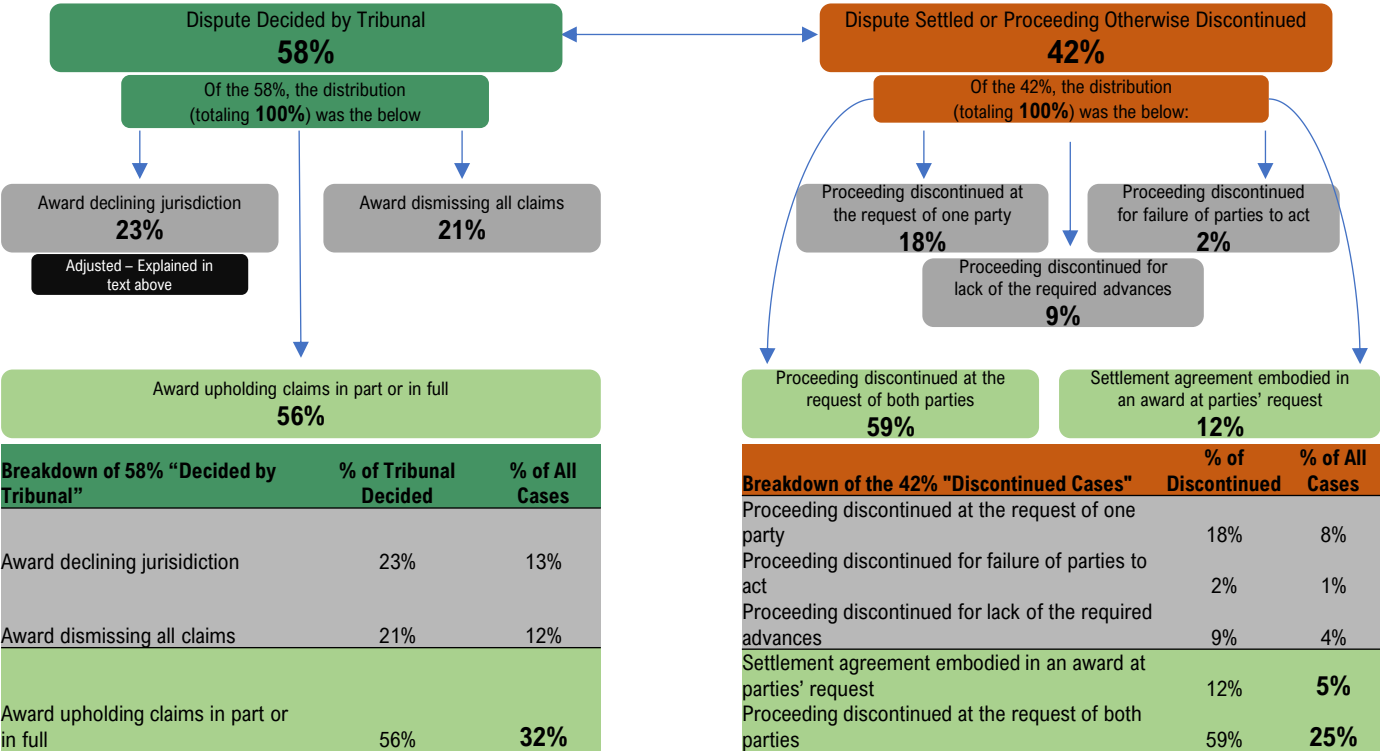 Dispute Decided by Tribunal
58%
Of the 58%, the distribution
(totaling 100%) was the below
Award declining jurisdiction
23%
Adjusted – Explained in
text above
Award dismissing all claims
21%
Award upholding claims in part or in full
56%
Dispute Settled or Proceeding Otherwise Discontinued
42%
Of the 42%, the distribution
(totaling 100%) was the below:
Proceeding discontinued at
the request of one party
18%
Proceeding discontinued
for failure of parties to act
2%
Proceeding discontinued for
lack of the required advances
9%
Proceeding discontinued at the
request of both parties
59%
Settlement agreement embodied in
an award at parties’ request
12%
Breakdown of 58% “Decided by
Tribunal”
% of Tribunal
Decided
% of All
Cases
Award declining jurisidiction 23% 13%
Award dismissing all claims 21% 12%
Award upholding claims in part or
in full 56% 32%
Breakdown of the 42% "Discontinued Cases"
% of
Discontinued
% of All
Cases
Proceeding discontinued at the request of one
party 18% 8%
Proceeding discontinued for failure of parties to
act 2% 1%
Proceeding discontinued for lack of the required
advances 9% 4%
Settlement agreement embodied in an award at
parties’ request 12% 5%
Proceeding discontinued at the request of both
parties 59% 25%